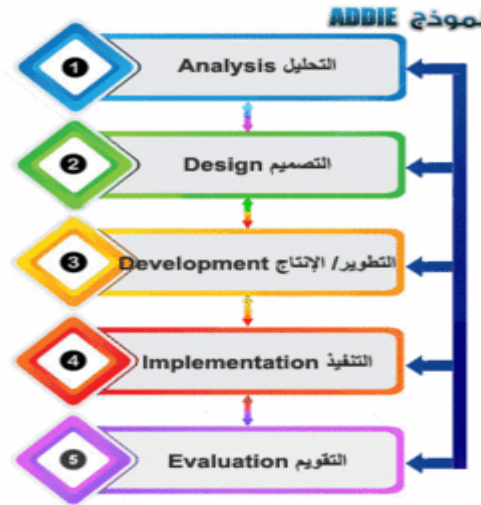 نموذج ADDIE
1
التحليل Analysis
2
التصميم Design
3
التطوير/ الإنتاج Development
4
التنفيذ Implementation
5
التقويم Evaluation